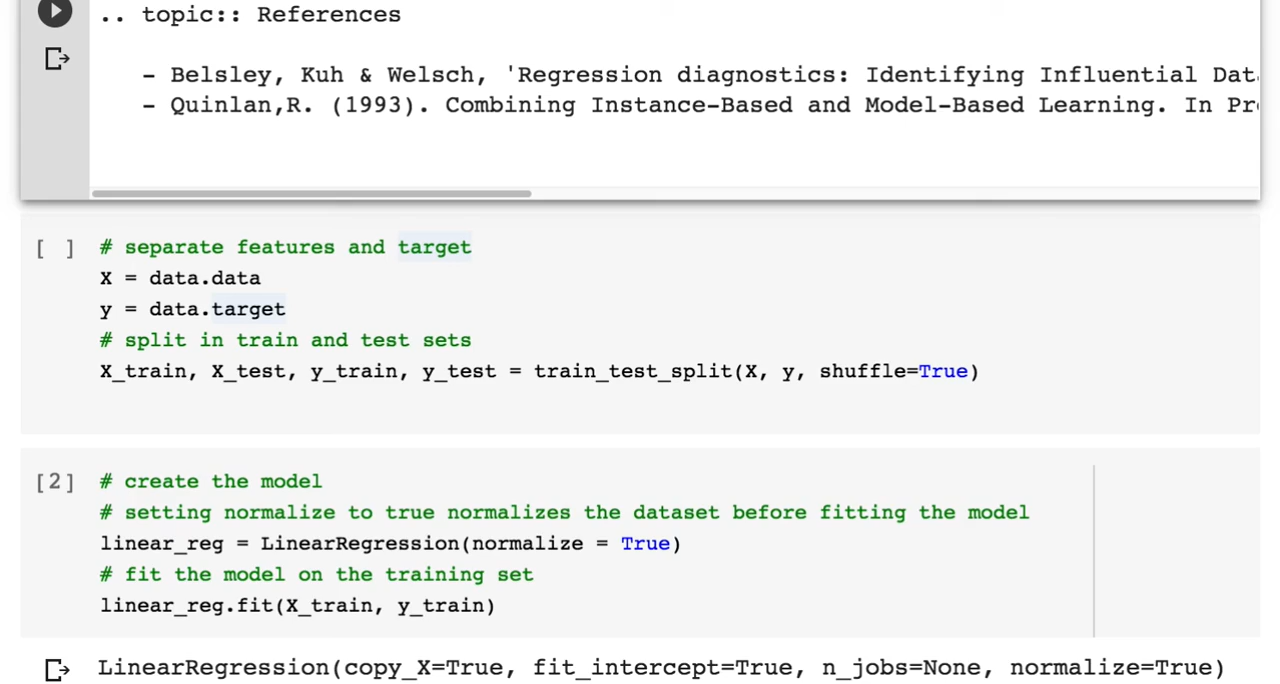 .. topic:: References
- Belsley, Kuh & Welsch, 'Regression diagnostics: Identifying Influential Dat
- Quinlan,R. (1993). Combining Instance-Based and Model-Based Learning. In Pr
[ ] # separate features and target
X = data.data
y = data.target
# split in train and test sets
X_train, X_test, y_train, y_test = train_test_split(X, y, shuffle=True)
[2] # create the model
# setting normalize to true normalizes the dataset before fitting the model
linear_reg = LinearRegression(normalize = True)
# fit the model on the training set
linear_reg.fit(X_train, y_train)
LinearRegression(copy_X=True, fit_intercept=True, n_jobs=None, normalize=True)